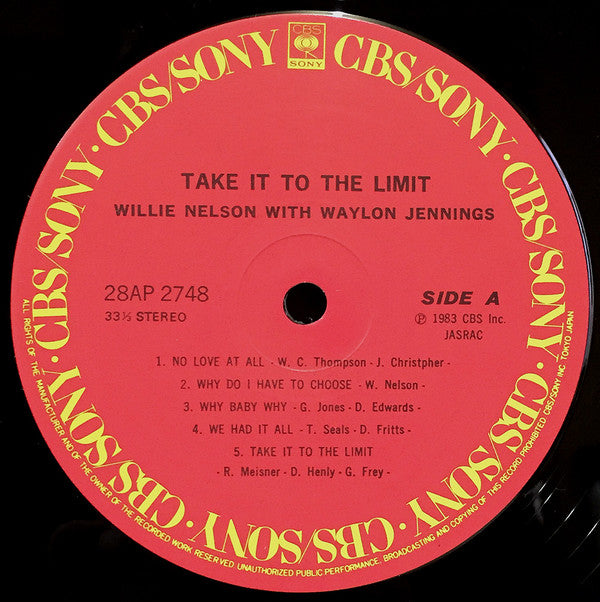 CBS
SONY
CBS/SONY · CBS/SONY · CBS/SONY · CBS/SONY · CBS/SONY · CBS/SONY · CBS/SONY · CBS/SONY
TAKE IT TO THE LIMIT
WILLIE NELSON WITH WAYLON JENNINGS
28AP 2748
33⅓ STEREO
SIDE A
Ⓟ 1983 CBS Inc.
JASRAC
1. NO LOVE AT ALL - W. C. Thompson - J. Christpher -
2. WHY DO I HAVE TO CHOOSE - W. Nelson -
3. WHY BABY WHY - G. Jones - D. Edwards -
4. WE HAD IT ALL - T. Seals - D. Fritts -
5. TAKE IT TO THE LIMIT
- R. Meisner - D. Henly - G. Frey -
ALL RIGHTS OF THE MANUFACTURER AND OF THE OWNER OF THE RECORDED WORK RESERVED. UNAUTHORIZED PUBLIC PERFORMANCE, BROADCASTING AND COPYING OF THIS RECORD PROHIBITED CBS/SONY INC. TOKYO JAPAN